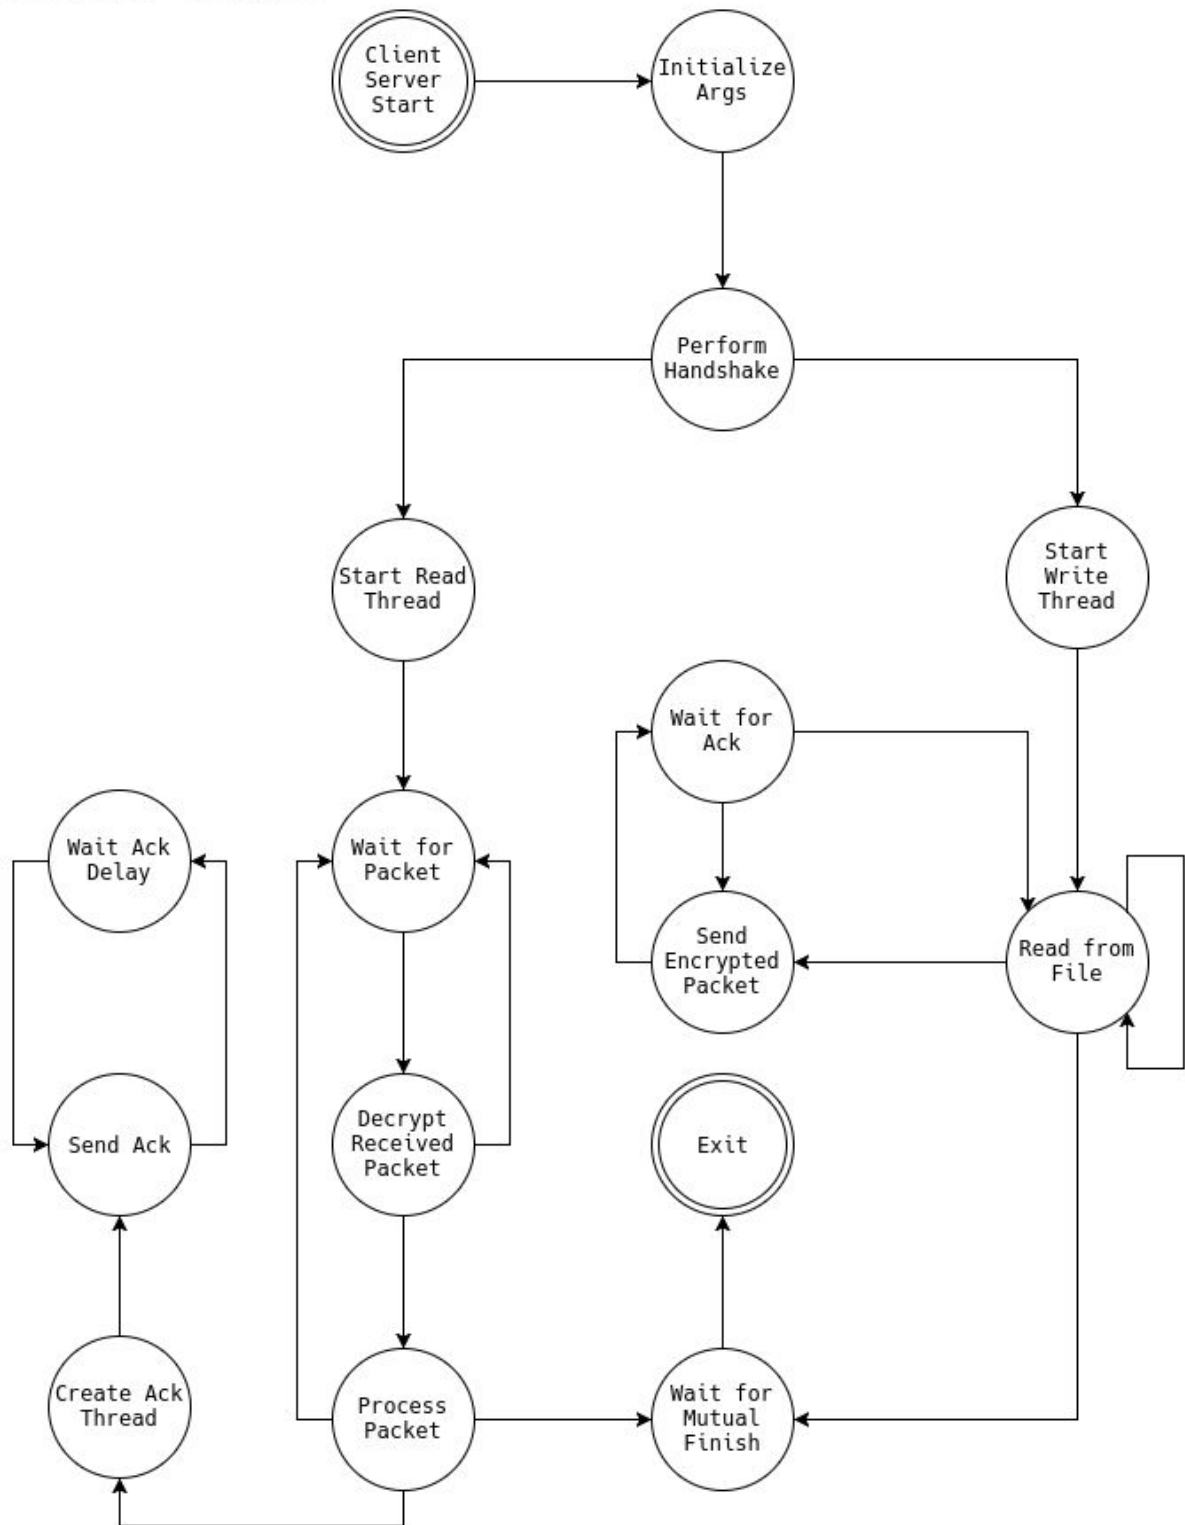 Client
Server
Start
Initialize
Args
Perform
Handshake
Start Read
Thread
Start
Write
Thread
Wait for
Ack
Wait Ack
Delay
Wait for
Packet
Send
Encrypted
Packet
Read from
File
Send Ack
Decrypt
Received
Packet
Exit
Create Ack
Thread
Process
Packet
Wait for
Mutual
Finish